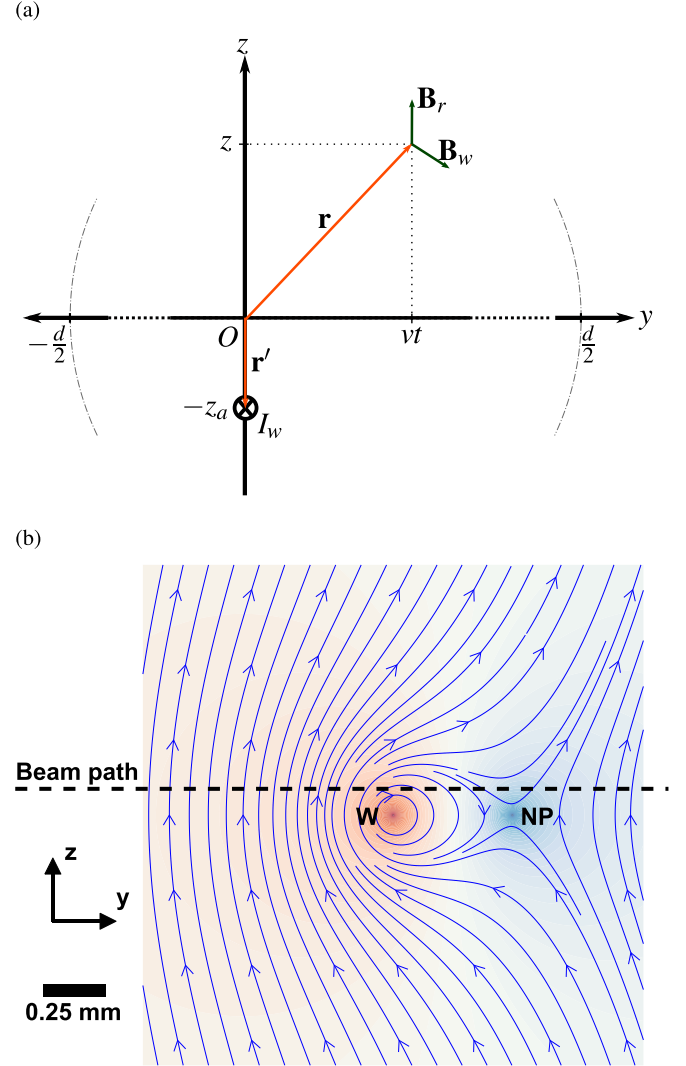 (a)
z
B_r
z
B_w
r
O
vt
y
−d/2
d/2
r′
−z_a
I_w
(b)
Beam path
W
NP
z
y
0.25 mm